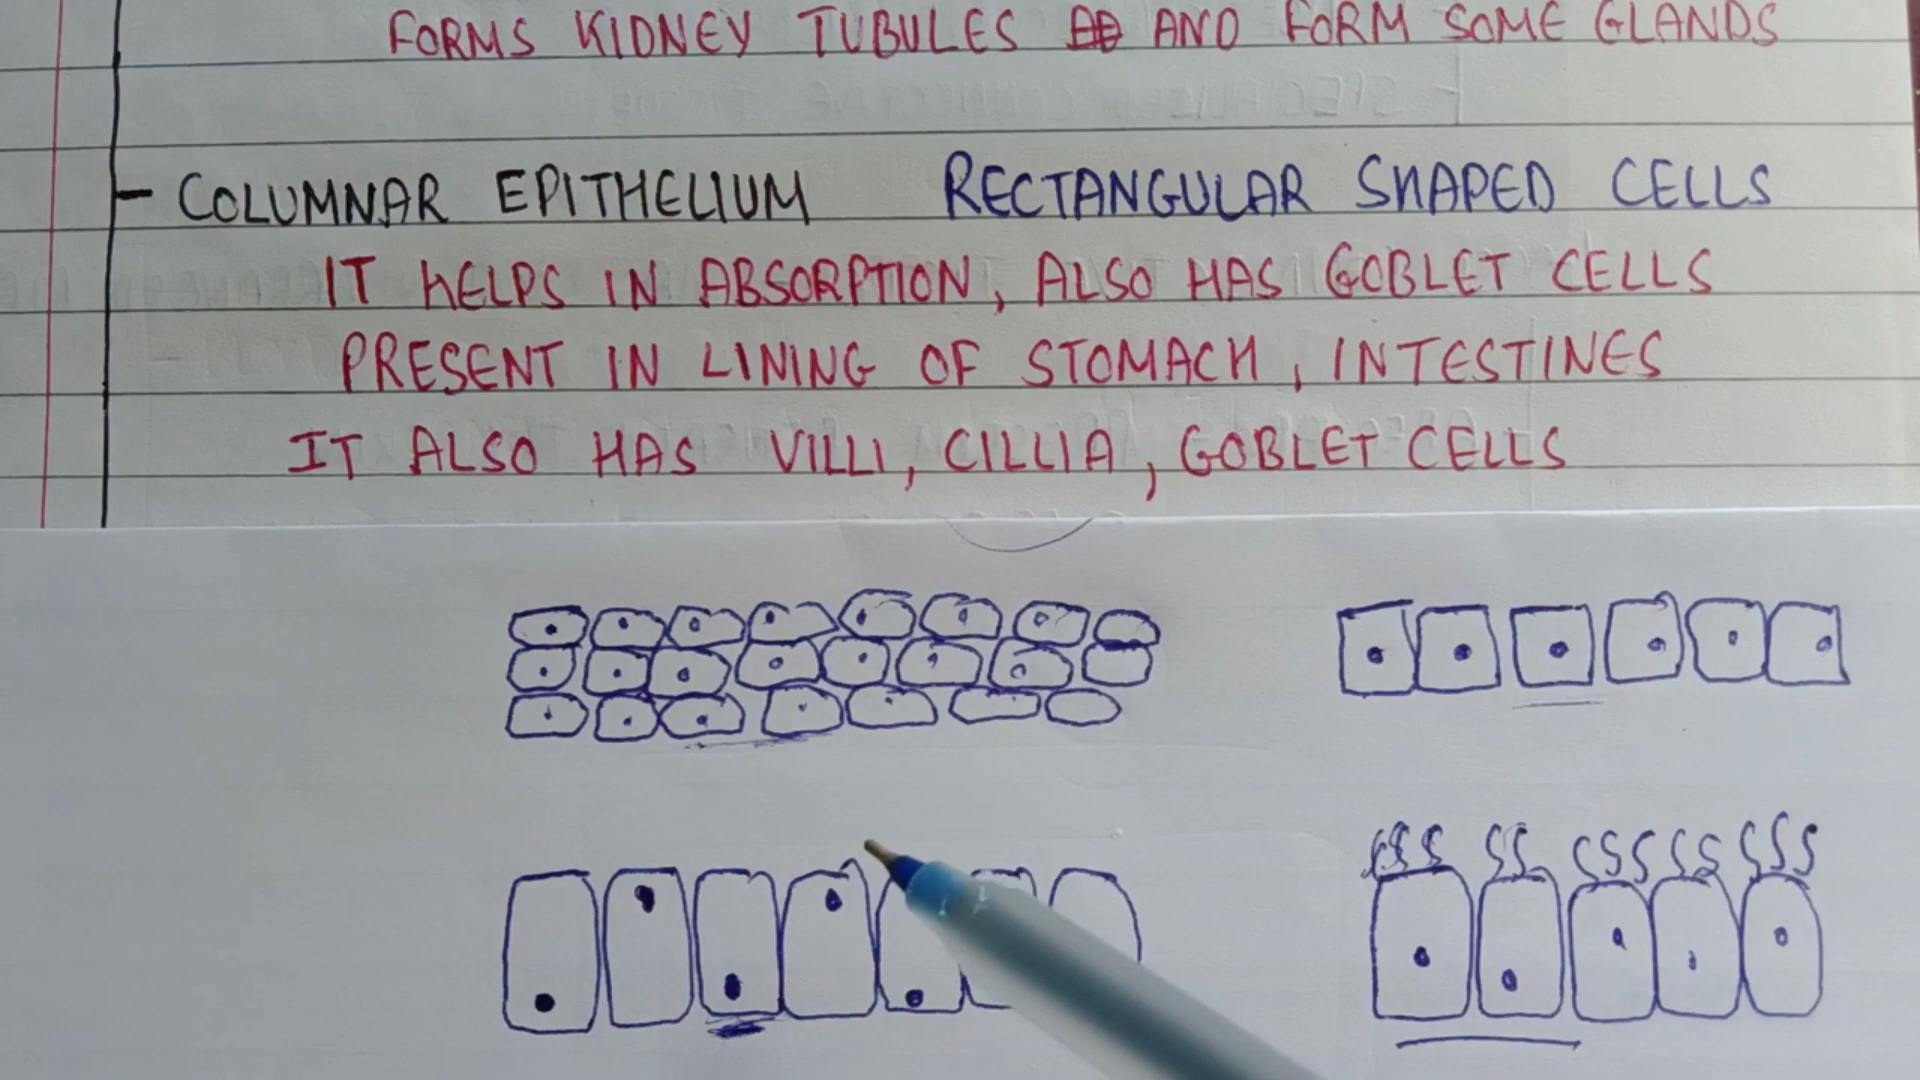 FORMS KIDNEY TUBULES AND FORM SOME GLANDS
- COLUMNAR EPITHELIUM RECTANGULAR SHAPED CELLS
IT HELPS IN ABSORPTION, ALSO HAS GOBLET CELLS
PRESENT IN LINING OF STOMACH, INTESTINES
IT ALSO HAS VILLI, CILLIA, GOBLET CELLS